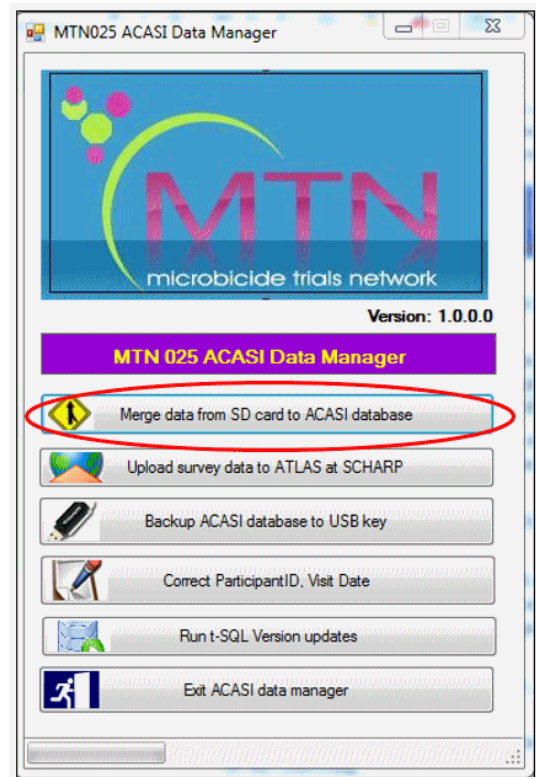 MTN025 ACASI Data Manager
MTN
microbicide trials network
Version: 1.0.0.0
MTN 025 ACASI Data Manager
Merge data from SD card to ACASI database
Upload survey data to ATLAS at SCHARP
Backup ACASI database to USB key
Correct ParticipantID, Visit Date
Run t-SQL Version updates
Exit ACASI data manager